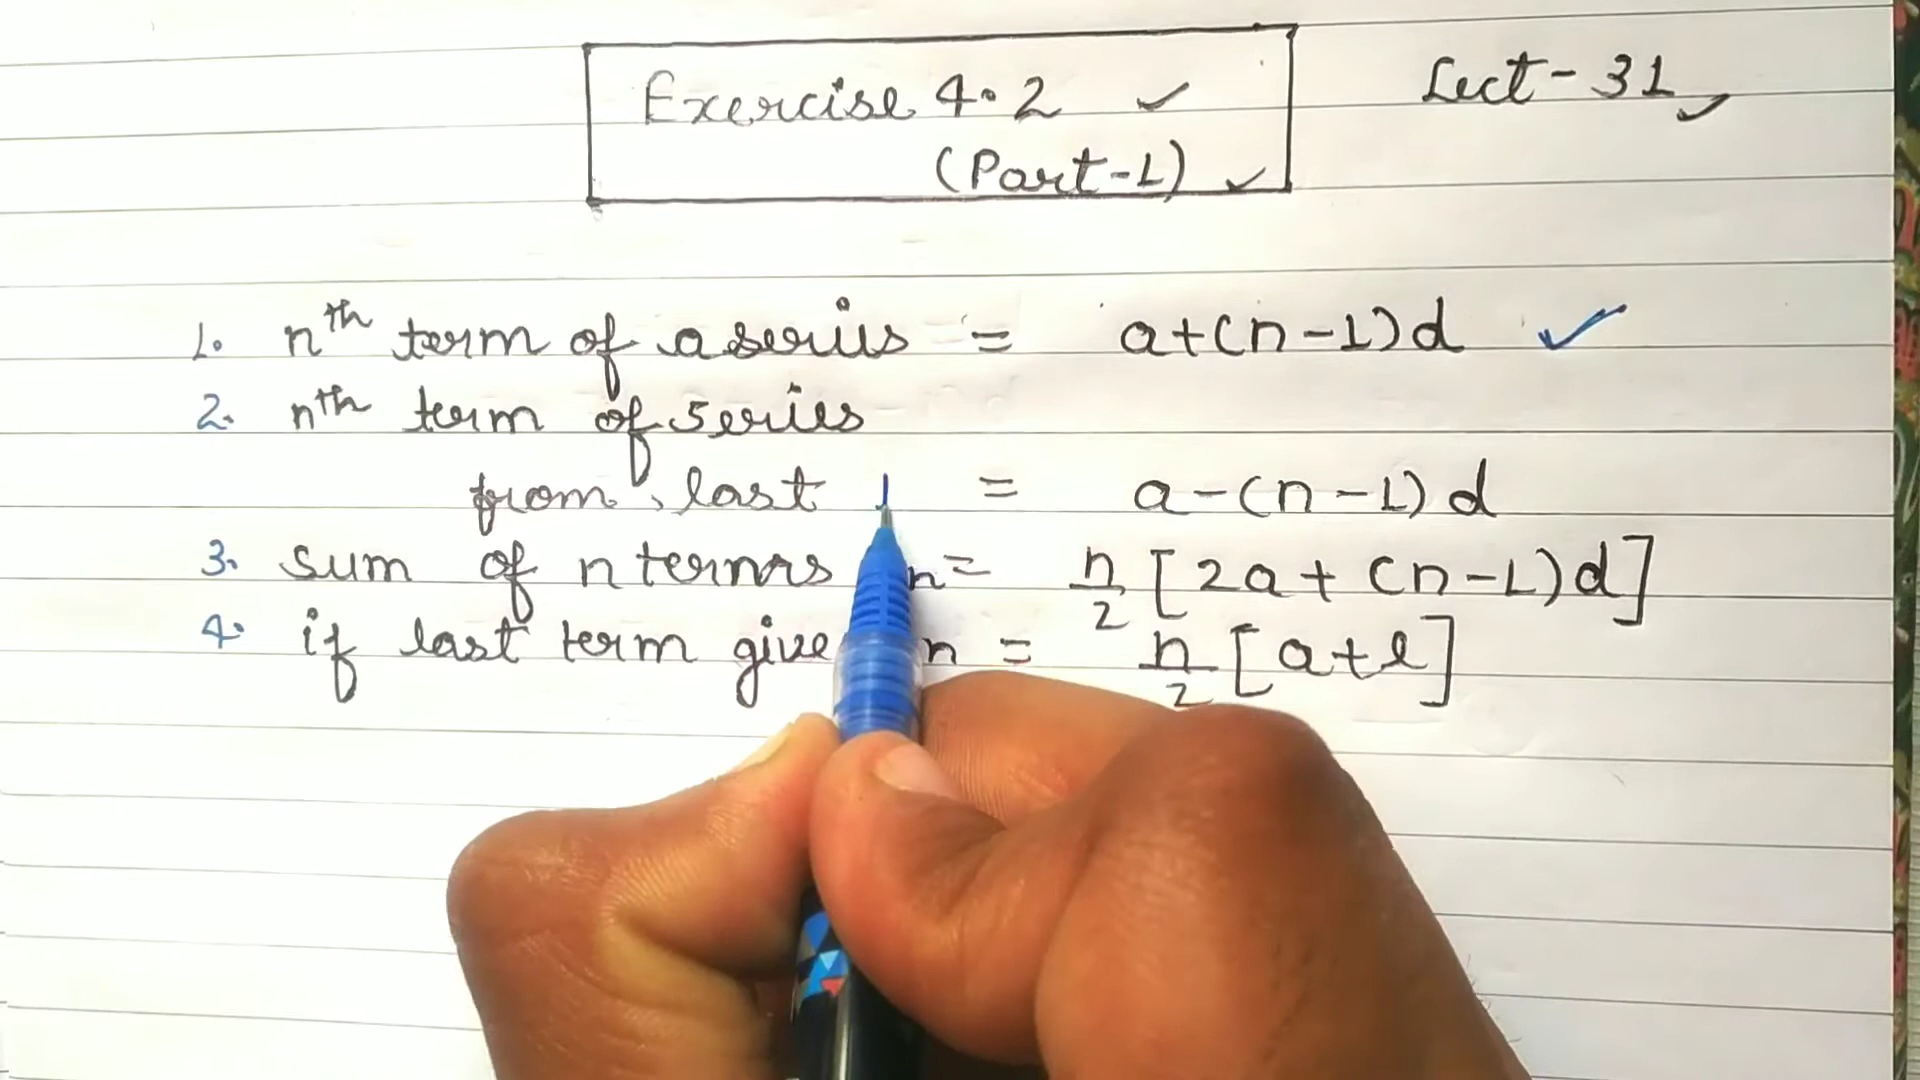 Exercise 4.2 ✓ Lect-31 ✓
(Part-1) ✓
1. nth term of a series = a+(n-1)d ✓
2. nth term of series
from last = a-(n-1)d
3. sum of n terms n = n/2 [2a+(n-1)d]
4. if last term give n = n/2 [a+l]